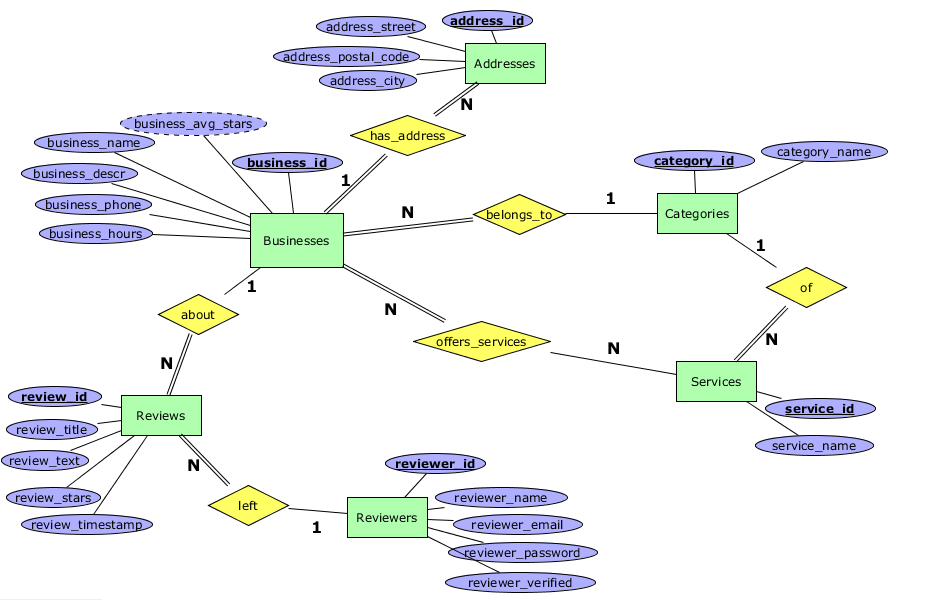 address_street
address_id
address_postal_code
address_city
Addresses
N
has_address
1
business_avg_stars
business_name
business_id
business_descr
business_phone
business_hours
Businesses
N
belongs_to
1
category_id
category_name
Categories
1
of
N
1
about
N
N
offers_services
N
Services
service_id
service_name
review_id
review_title
review_text
review_stars
review_timestamp
Reviews
N
left
1
reviewer_id
Reviewers
reviewer_name
reviewer_email
reviewer_password
reviewer_verified